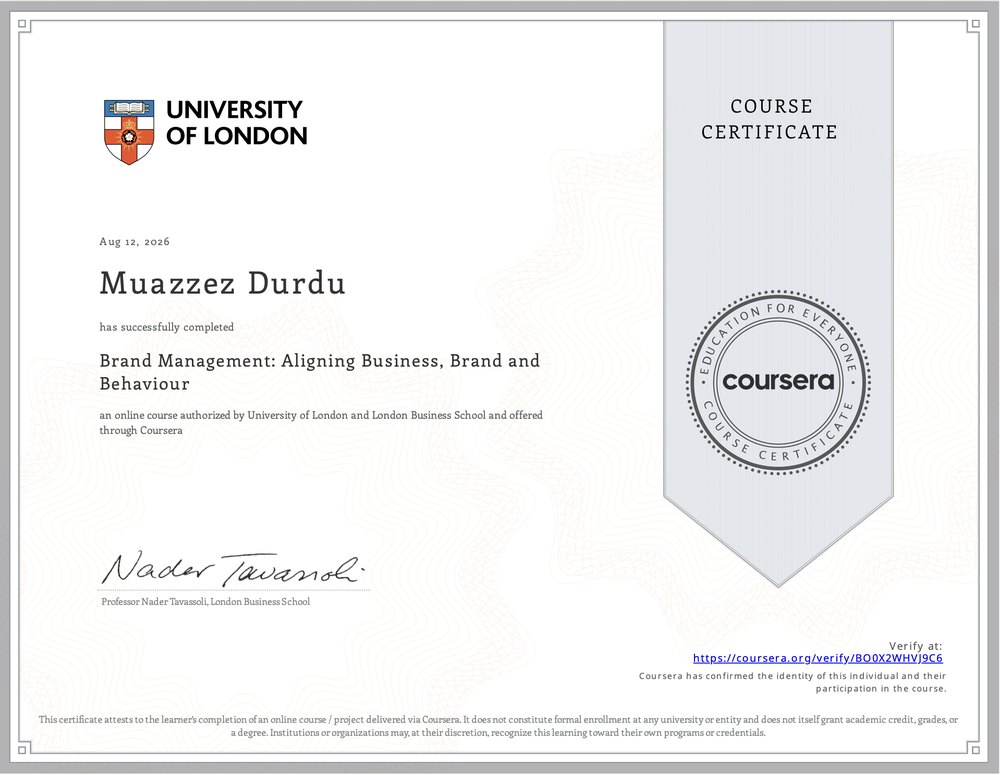 UNIVERSITY
OF LONDON
COURSE
CERTIFICATE
Aug 12, 2026
Muazzez Durdu
has successfully completed
Brand Management: Aligning Business, Brand and
Behaviour
an online course authorized by University of London and London Business School and offered
through Coursera
EDUCATION FOR EVERYONE
coursera
COURSE CERTIFICATE
Nader Tavassoli
Professor Nader Tavassoli, London Business School
Verify at:
https://coursera.org/verify/BO0X2WHVJ9C6
Coursera has confirmed the identity of this individual and their
participation in the course.
This certificate attests to the learner's completion of an online course / project delivered via Coursera. It does not constitute formal enrollment at any university or entity and does not itself grant academic credit, grades, or
a degree. Institutions or organizations may, at their discretion, recognize this learning toward their own programs or credentials.